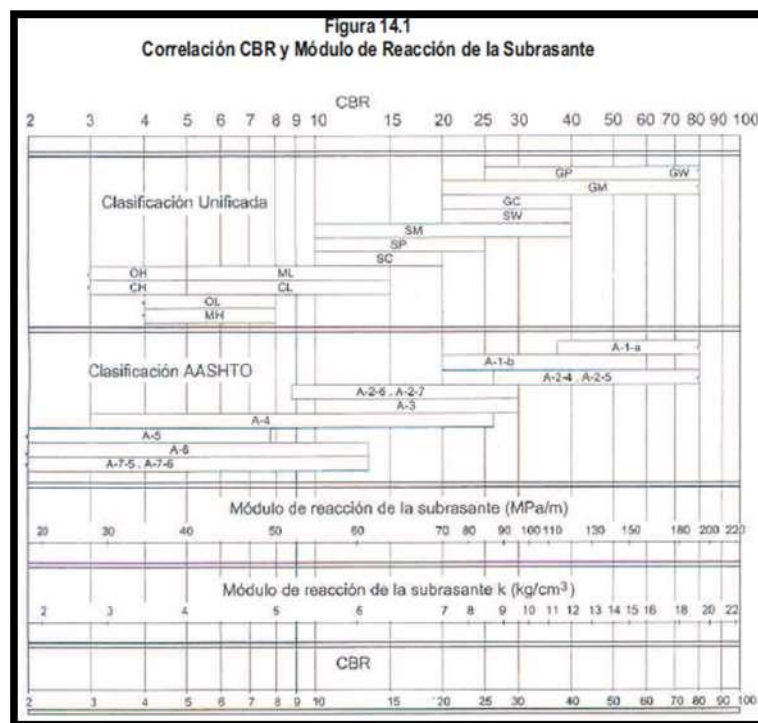 Figura 14.1
Correlación CBR y Módulo de Reacción de la Subrasante
CBR
2 3 4 5 6 7 8 9 10 15 20 25 30 40 50 60 70 80 100
GP GW
GM
Clasificación Unificada
GC
SW
SM
SP
SC
OH ML
CH CL
OL
MH
A-1-a
A-1-b
Clasificación AASHTO
A-2-4 . A-2-5
A-2-6 . A-2-7
A-3
A-4
A-5
A-6
A-7-5 . A-7-6
Módulo de reacción de la subrasante (MPa/m)
20 30 40 50 60 70 80 90 100 110 130 150 180 200 220
Módulo de reacción de la subrasante k (kg/cm³)
2 3 4 5 6 7 8 9 10 11 12 13 14 15 16 18 20 22
CBR
2 3 4 5 6 7 8 9 10 15 20 25 30 40 50 60 70 80 90 100